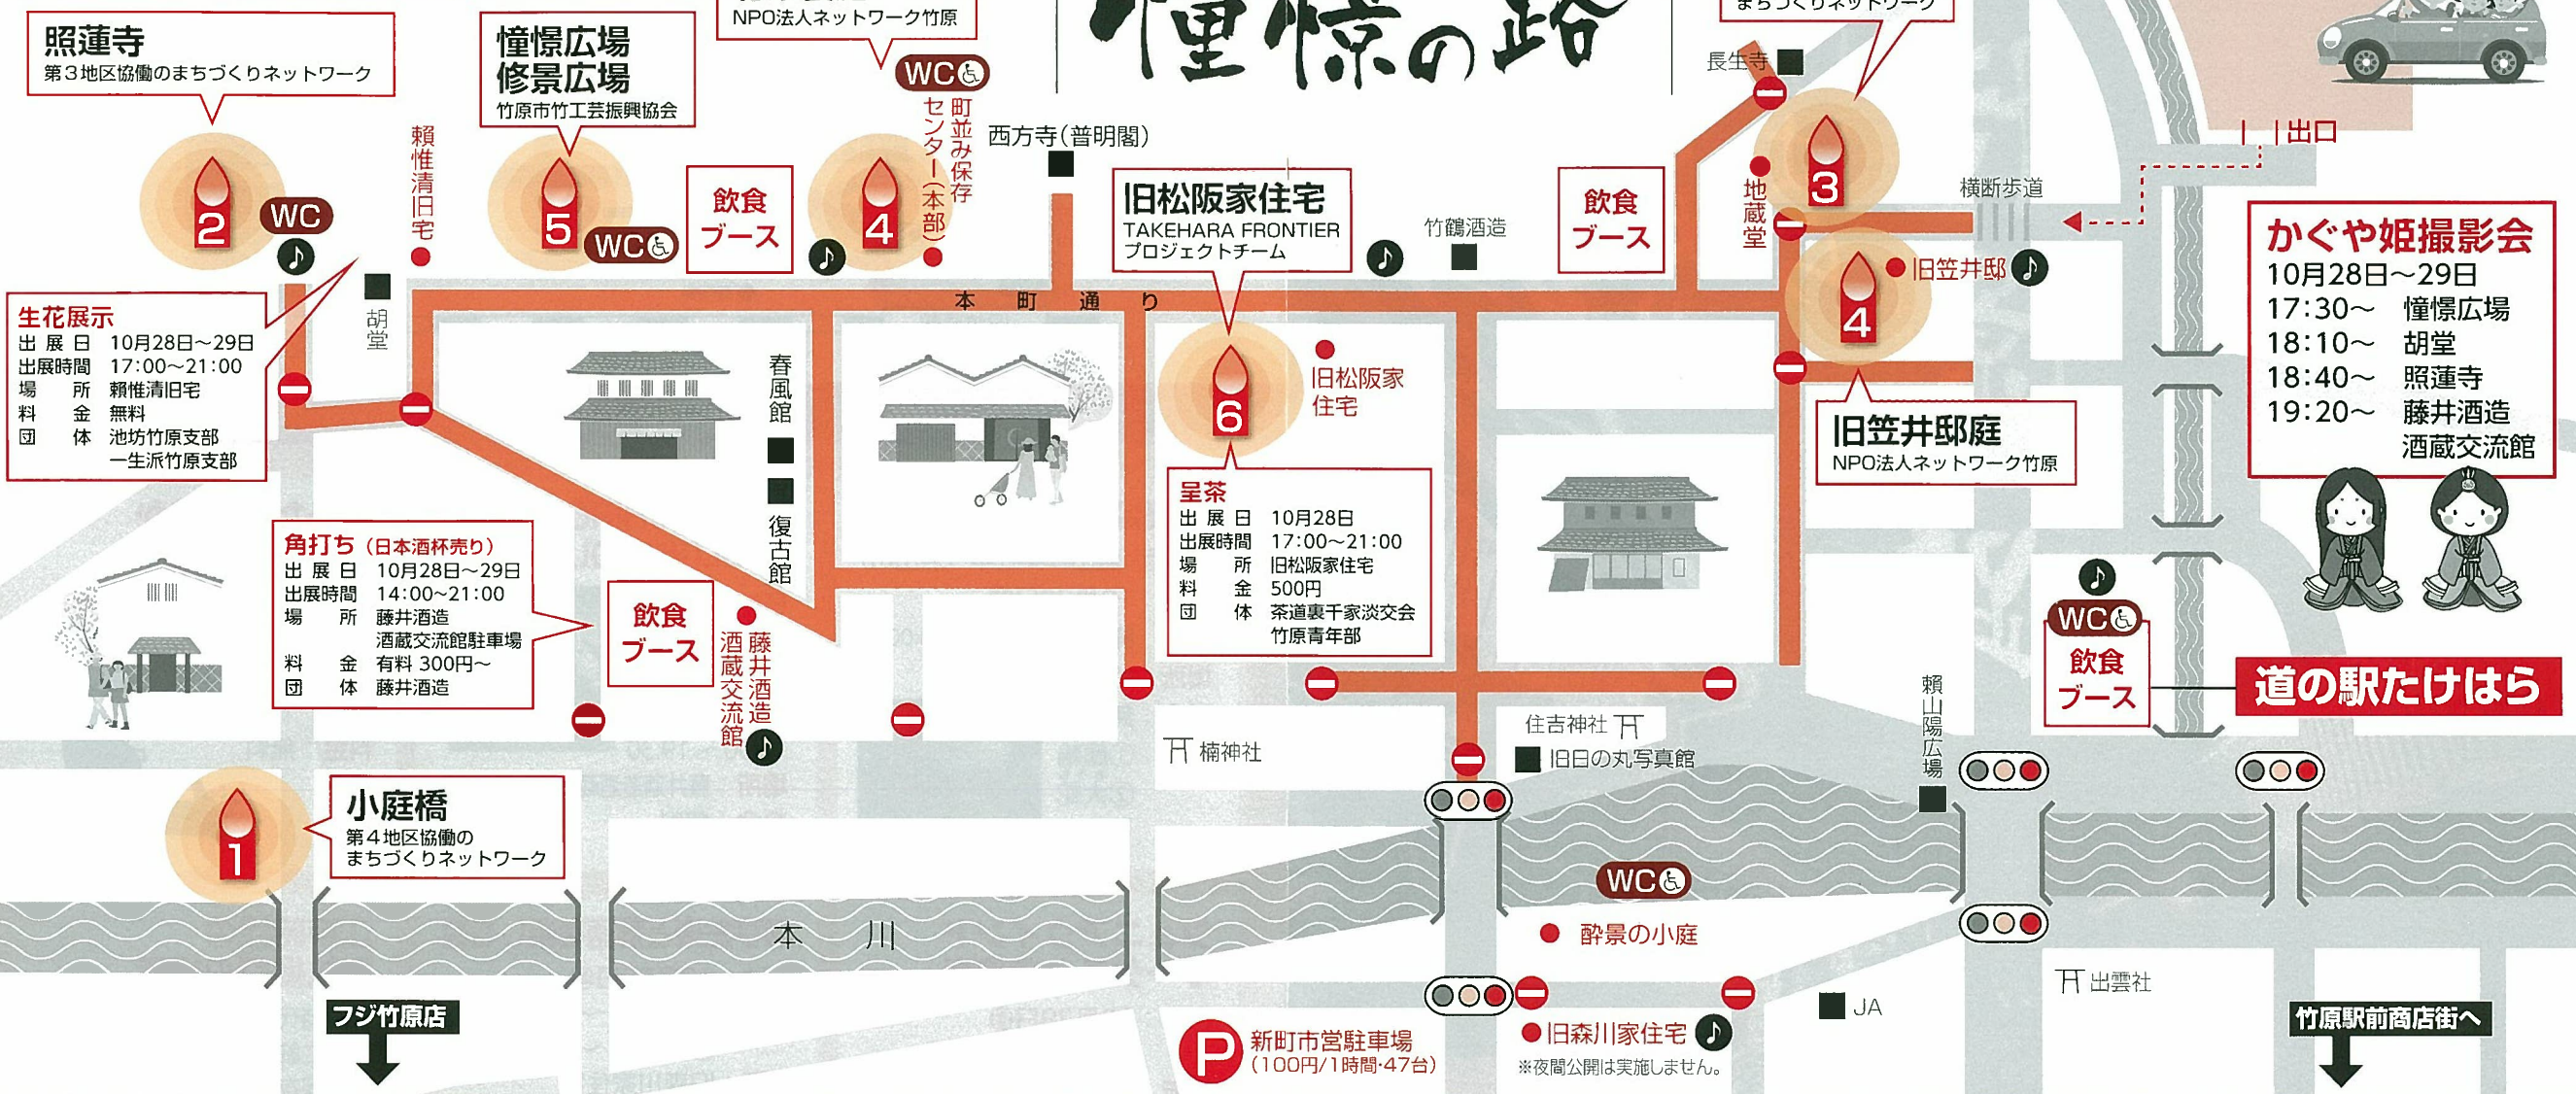 照蓮寺
第３地区協働のまちづくりネットワーク
憧憬広場
修景広場
竹原市竹工芸振興協会
NPO法人ネットワーク竹原
憧憬の路
まちづくりネットワーク
長生寺
WC
町並み保存
センター(本部)
西方寺(普明閣)
頼惟清旧宅
2
WC
5
WC
飲食
ブース
4
旧松阪家住宅
TAKEHARA FRONTIER
プロジェクトチーム
竹鶴酒造
飲食
ブース
地蔵堂
3
横断歩道
出口
旧笠井邸
4
旧笠井邸庭
NPO法人ネットワーク竹原
かぐや姫撮影会
10月28日～29日
17:30～ 憧憬広場
18:10～ 胡堂
18:40～ 照蓮寺
19:20～ 藤井酒造
酒蔵交流館
胡堂
生花展示
出展日 10月28日～29日
出展時間 17:00～21:00
場所 頼惟清旧宅
料金 無料
団体 池坊竹原支部
一生派竹原支部
本町通り
春風館
復古館
6
旧松阪家
住宅
呈茶
出展日 10月28日
出展時間 17:00～21:00
場所 旧松阪家住宅
料金 500円
団体 茶道裏千家淡交会
竹原青年部
角打ち(日本酒杯売り)
出展日 10月28日～29日
出展時間 14:00～21:00
場所 藤井酒造
酒蔵交流館駐車場
料金 有料 300円～
団体 藤井酒造
飲食
ブース
藤井酒造
酒蔵交流館
WC
飲食
ブース
道の駅たけはら
頼山陽広場
楠神社
住吉神社
旧日の丸写真館
1
小庭橋
第４地区協働の
まちづくりネットワーク
本川
WC
酔景の小庭
フジ竹原店
P
新町市営駐車場
(100円/1時間・47台)
旧森川家住宅
※夜間公開は実施しません。
JA
出雲社
竹原駅前商店街へ